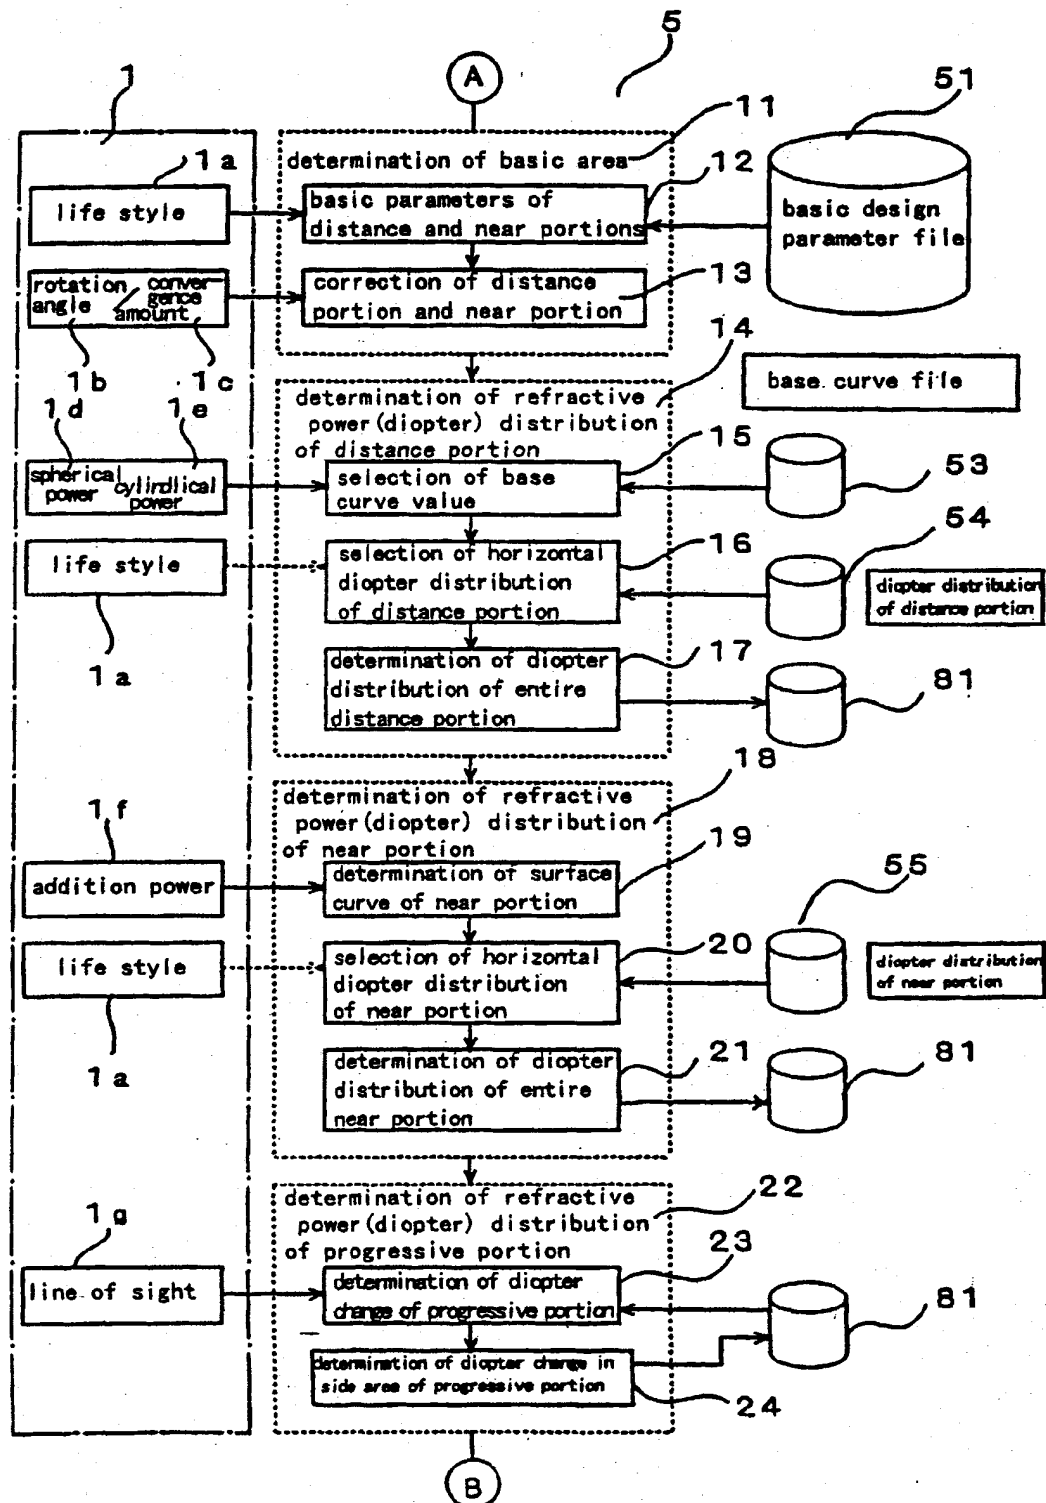 5
A
1
51
11
determination of basic area
1a
12
life style
basic parameters of
distance and near portions
basic design
parameter file
rotation
angle
conver
gence
amount
correction of distance
portion and near portion
13
1b
1c
14
base curve file
1d
1e
determination of refractive
power(diopter) distribution
of distance portion
15
53
spherical
power
cylindlical
power
selection of base
curve value
54
life style
selection of horizontal
diopter distribution
of distance portion
16
diopter distribution
of distance portion
1a
determination of diopter
distribution of entire
distance portion
17
81
18
determination of refractive
power(diopter) distribution
of near portion
1f
19
addition power
determination of surface
curve of near portion
55
life style
selection of horizontal
diopter distribution
of near portion
20
diopter distribution
of near portion
1a
determination of diopter
distribution of entire
near portion
21
81
22
determination of refractive
power(diopter) distribution
of progressive portion
1g
23
line of sight
determination of diopter
change of progressive portion
81
determination of diopter change in
side area of progressive portion
24
B